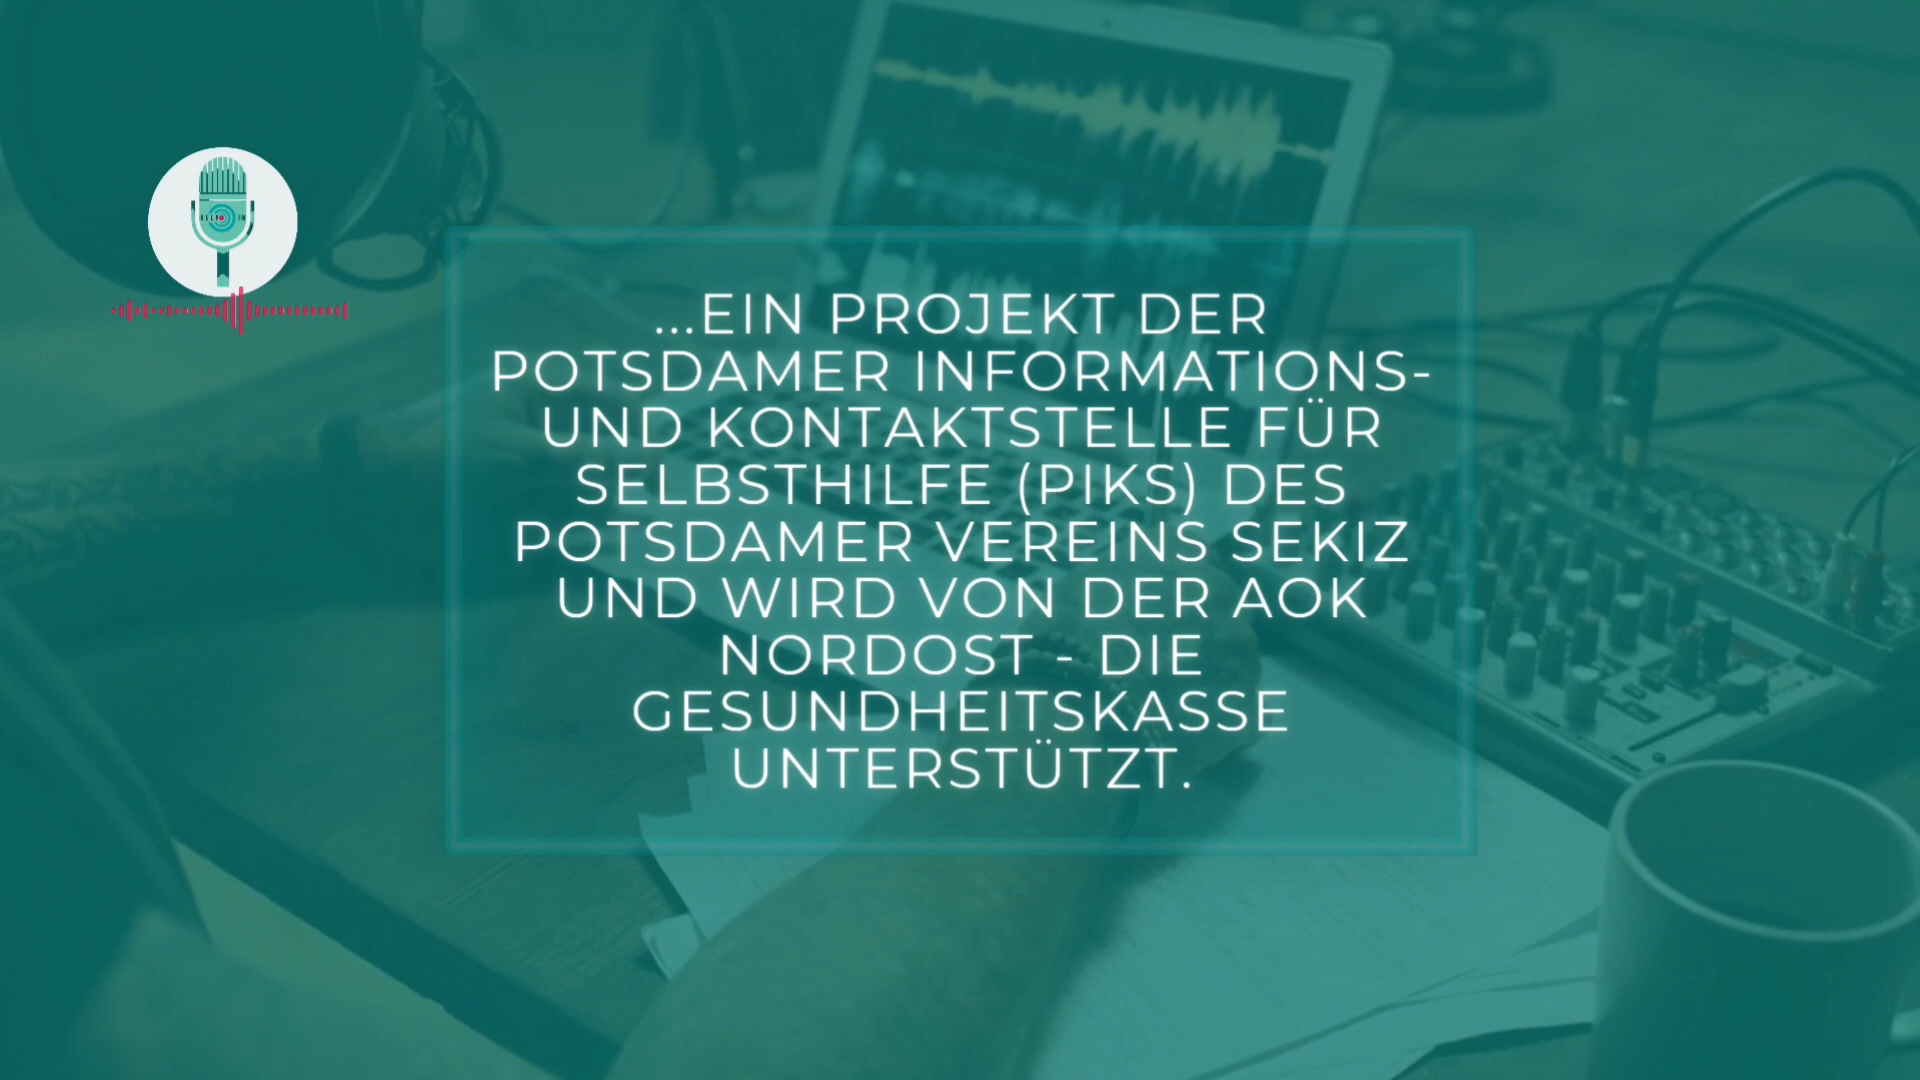 ...EIN PROJEKT DER
POTSDAMER INFORMATIONS-
UND KONTAKTSTELLE FÜR
SELBSTHILFE (PIKS) DES
POTSDAMER VEREINS SEKIZ
UND WIRD VON DER AOK
NORDOST - DIE
GESUNDHEITSKASSE
UNTERSTÜTZT.